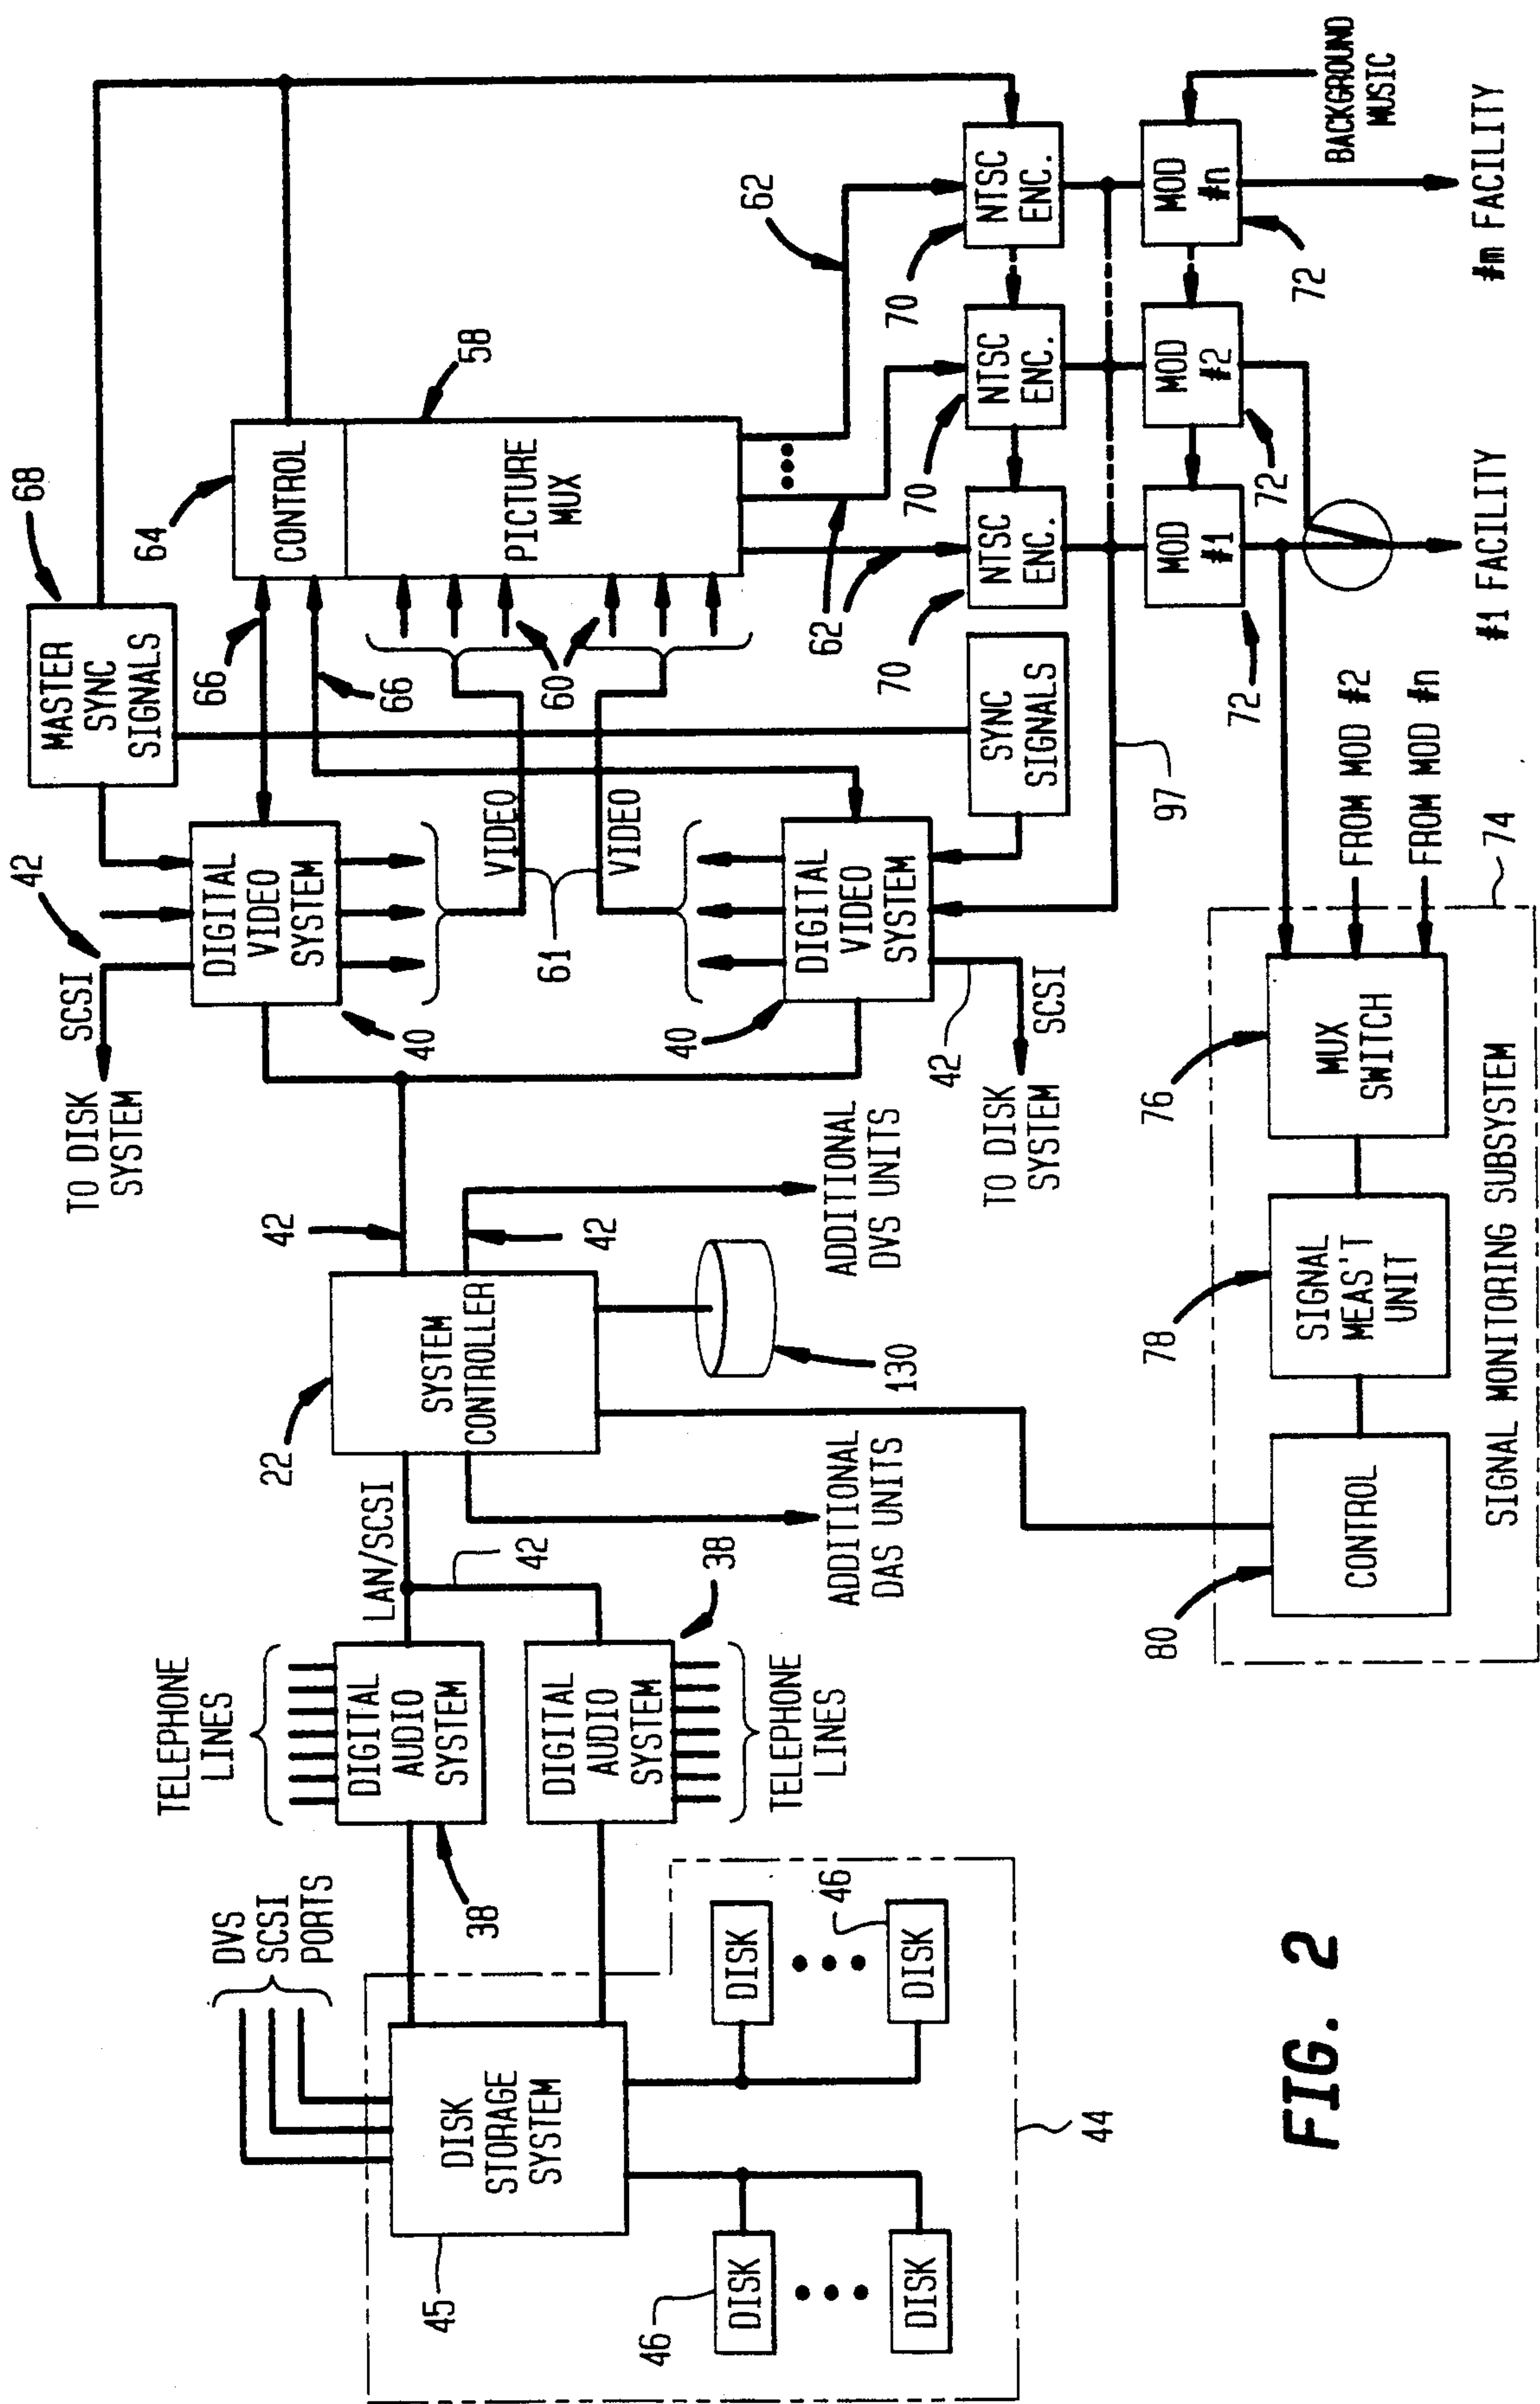 DVS
SCSI
PORTS
DISK
STORAGE
SYSTEM
45
DISK
46
DISK
DISK
46
DISK
44
TELEPHONE
LINES
DIGITAL
AUDIO
SYSTEM
38
DIGITAL
AUDIO
SYSTEM
38
TELEPHONE
LINES
LAN/SCSI
42
22
SYSTEM
CONTROLLER
130
ADDITIONAL
DAS UNITS
ADDITIONAL
DVS UNITS
42
42
TO DISK
SYSTEM
SCSI
42
DIGITAL
VIDEO
SYSTEM
40
VIDEO
61
VIDEO
40
DIGITAL
VIDEO
SYSTEM
42
SCSI
TO DISK
SYSTEM
MASTER
SYNC
SIGNALS
68
66
66
64
CONTROL
PICTURE
MUX
58
60
62
62
SYNC
SIGNALS
70
NTSC
ENC.
70
NTSC
ENC.
70
NTSC
ENC.
97
MOD
#1
72
MOD
#2
72
MOD
#n
72
BACKGROUND
MUSIC
#1 FACILITY
#m FACILITY
FROM MOD #2
FROM MOD #n
74
80
CONTROL
78
SIGNAL
MEAS'T
UNIT
76
MUX
SWITCH
SIGNAL MONITORING SUBSYSTEM
FIG. 2